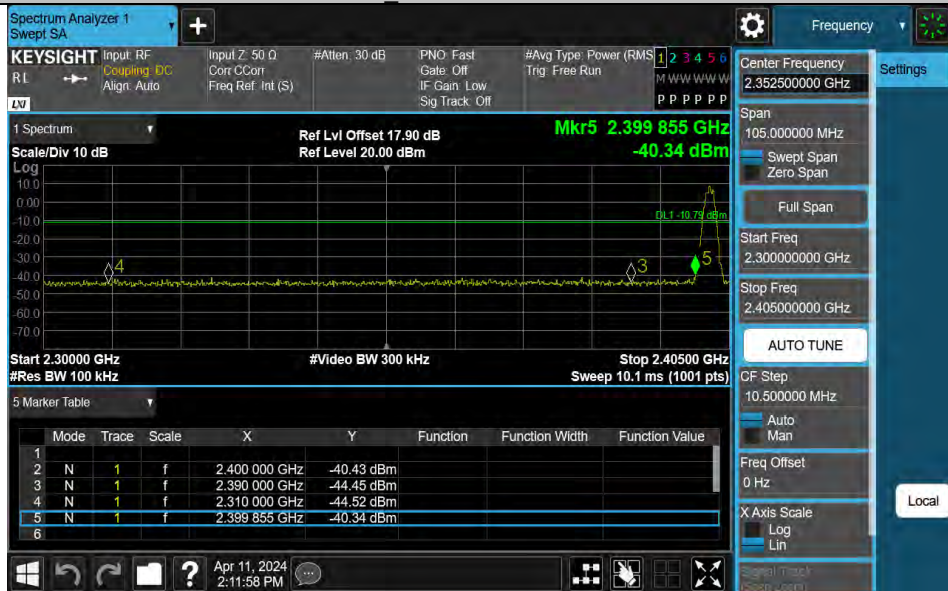 Spectrum Analyzer 1
Swept SA
+
Frequency
KEYSIGHT Input: RF
RL
Coupling: DC
Align: Auto
LXI
Input Z: 50 Ω
Corr CCorr
Freq Ref: Int (S)
#Atten: 30 dB
PNO: Fast
Gate: Off
IF Gain: Low
Sig Track: Off
#Avg Type: Power (RMS
Trig: Free Run
1 2 3 4 5 6
M W W W W W
P P P P P P
Center Frequency
2.352500000 GHz
Settings
Span
105.000000 MHz
Swept Span
Zero Span
Full Span
Start Freq
2.300000000 GHz
Stop Freq
2.405000000 GHz
AUTO TUNE
CF Step
10.500000 MHz
Auto
Man
Freq Offset
0 Hz
X Axis Scale
Log
Lin
Signal Track
Local
1 Spectrum
Scale/Div 10 dB
Ref Lvl Offset 17.90 dB
Ref Level 20.00 dBm
Mkr5 2.399 855 GHz
-40.34 dBm
Log
10.0
0.00
-10.0
-20.0
-30.0
-40.0
-50.0
-60.0
-70.0
DL1 -10.79 dBm
4
3
5
Start 2.30000 GHz
#Res BW 100 kHz
#Video BW 300 kHz
Stop 2.40500 GHz
Sweep 10.1 ms (1001 pts)
5 Marker Table
Mode Trace Scale X Y Function Function Width Function Value
1
2 N 1 f 2.400 000 GHz -40.43 dBm
3 N 1 f 2.390 000 GHz -44.45 dBm
4 N 1 f 2.310 000 GHz -44.52 dBm
5 N 1 f 2.399 855 GHz -40.34 dBm
6
?
Apr 11, 2024
2:11:58 PM